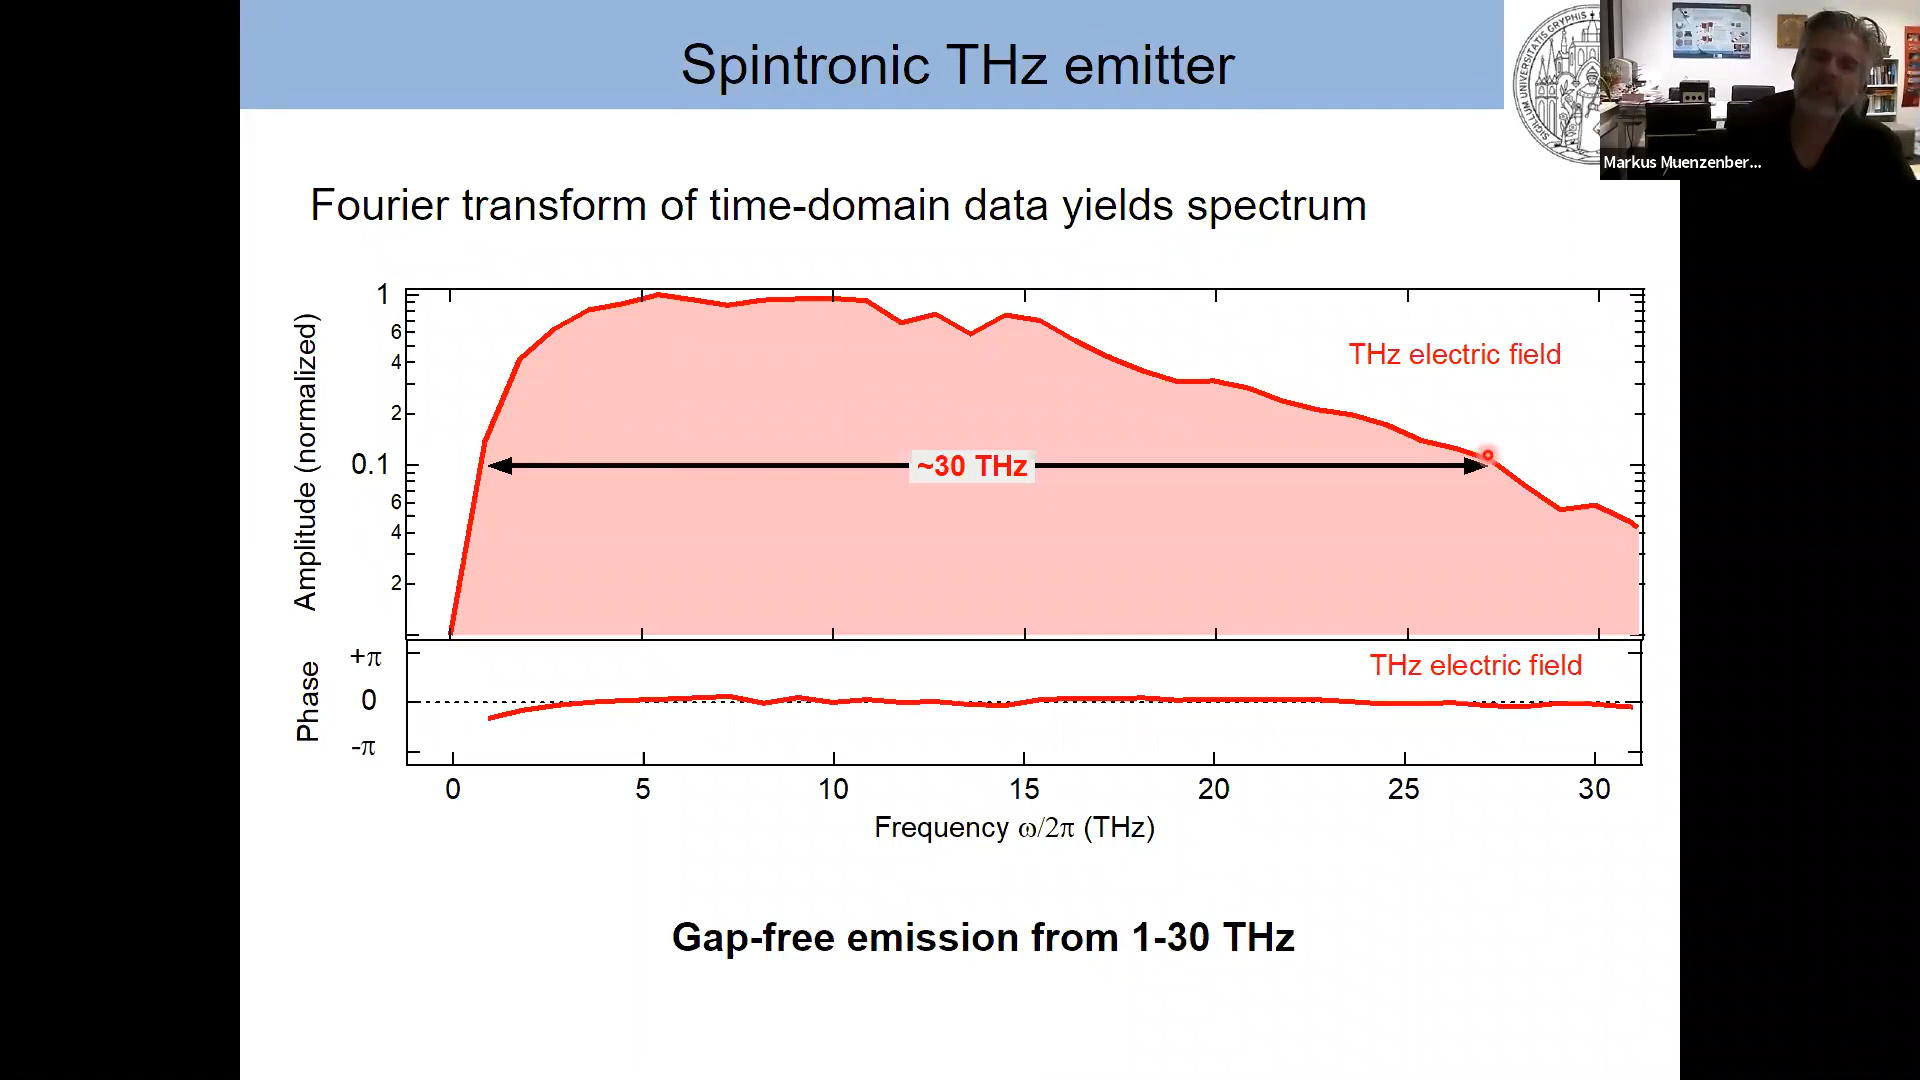 Spintronic THz emitter
Markus Muenzenber...
Fourier transform of time-domain data yields spectrum
Amplitude (normalized)
1
6
4
2
0.1
6
4
2
THz electric field
~30 THz
Phase
+π
0
-π
THz electric field
0 5 10 15 20 25 30
Frequency ω/2π (THz)
Gap-free emission from 1-30 THz